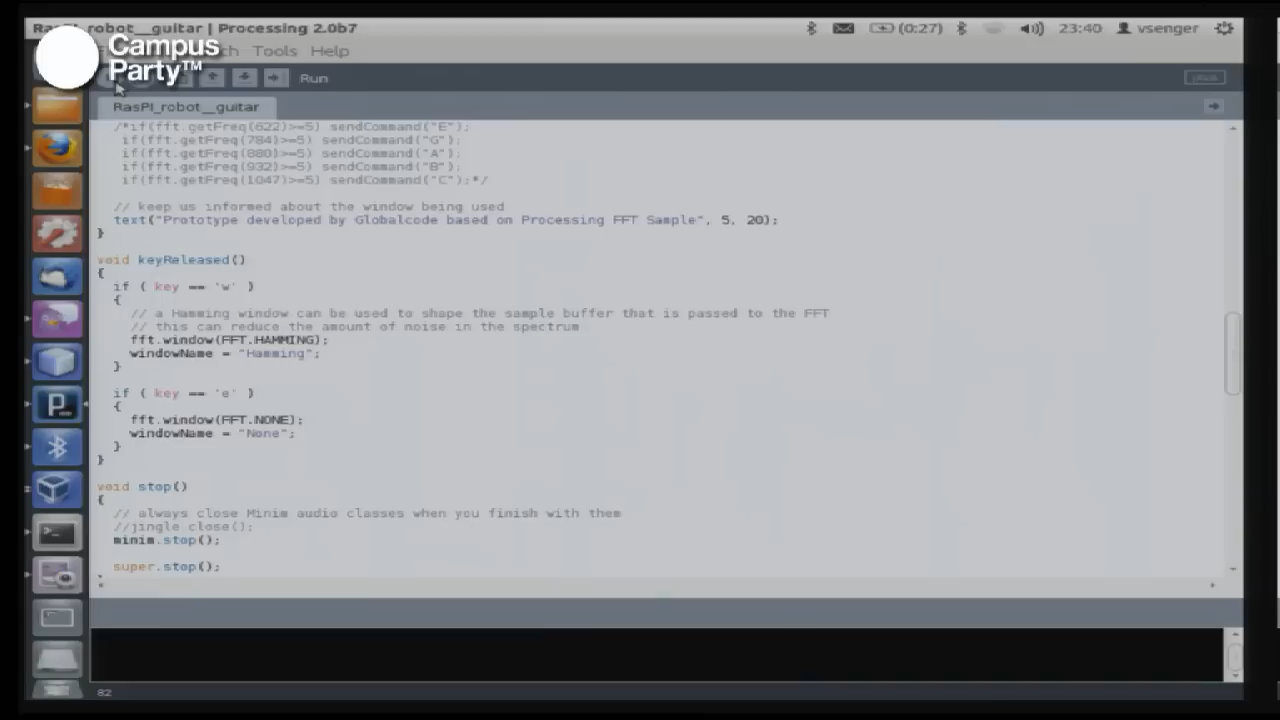 RasPI_robot__guitar | Processing 2.0b7
(0:27)
23:40
vsenger
Campus
Party™
Tools Help
Run
java
RasPI_robot__guitar
/*if(fft.getFreq(622)>=5) sendCommand("E");
if(fft.getFreq(784)>=5) sendCommand("G");
if(fft.getFreq(880)>=5) sendCommand("A");
if(fft.getFreq(932)>=5) sendCommand("B");
if(fft.getFreq(1047)>=5) sendCommand("C");*/
// keep us informed about the window being used
text("Prototype developed by Globalcode based on Processing FFT Sample", 5, 20);
}
void keyReleased()
{
if ( key == 'w' )
{
// a Hamming window can be used to shape the sample buffer that is passed to the FFT
// this can reduce the amount of noise in the spectrum
fft.window(FFT.HAMMING);
windowName = "Hamming";
}
if ( key == 'e' )
{
fft.window(FFT.NONE);
windowName = "None";
}
}
void stop()
{
// always close Minim audio classes when you finish with them
//jingle.close();
minim.stop();
super.stop();
82